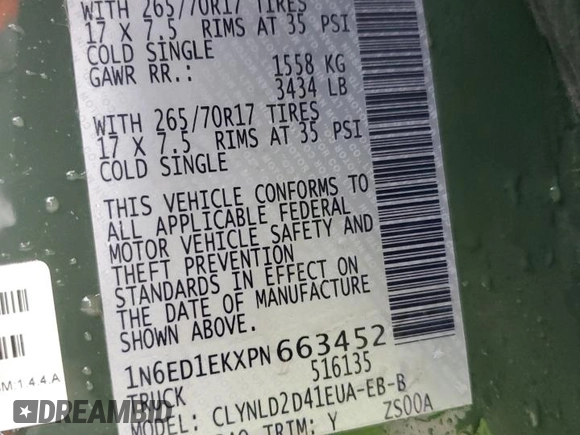 WITH 265/70R17 TIRES
17 X 7.5 RIMS AT 35 PSI
COLD SINGLE
GAWR RR.: 1558 KG
3434 LB
WITH 265/70R17 TIRES
17 X 7.5 RIMS AT 35 PSI
COLD SINGLE
THIS VEHICLE CONFORMS TO
ALL APPLICABLE FEDERAL
MOTOR VEHICLE SAFETY AND
THEFT PREVENTION
STANDARDS IN EFFECT ON
THE DATE OF MANUFACTURE
SHOWN ABOVE.
1N6ED1EKXPN663452
TRUCK 516135
MODEL: CLYNLD2D41EUA-EB-B
TRIM: Y ZS00A
M:1.4.4.A
DREAMBID